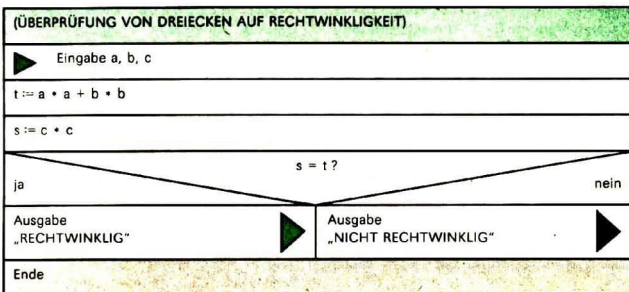 (ÜBERPRÜFUNG VON DREIECKEN AUF RECHTWINKLIGKEIT)
Eingabe a, b, c
t := a * a + b * b
s := c * c
s = t ?
ja
nein
Ausgabe
„RECHTWINKLIG“
Ausgabe
„NICHT RECHTWINKLIG“
Ende